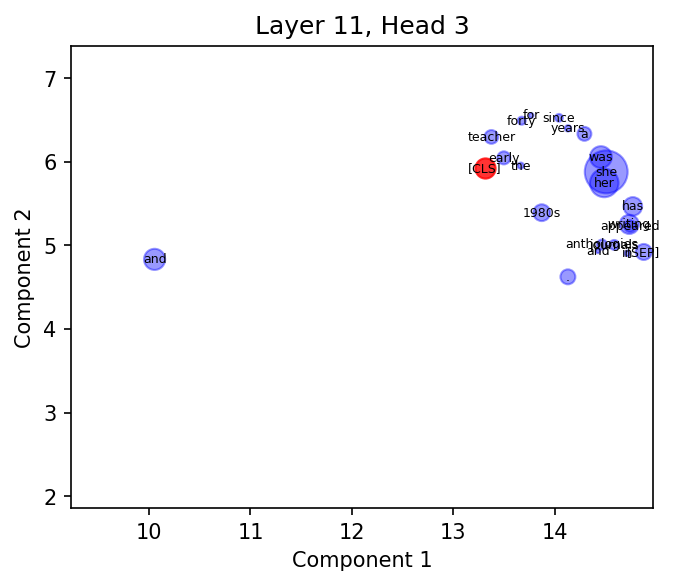 Layer 11, Head 3
Component 2
7
6
5
4
3
2
for
forty
since
years
a
teacher
early
the
[CLS]
was
she
her
has
1980s
writing
appeared
anthologies
and
in
[SEP]
.
and
10
11
12
13
14
Component 1